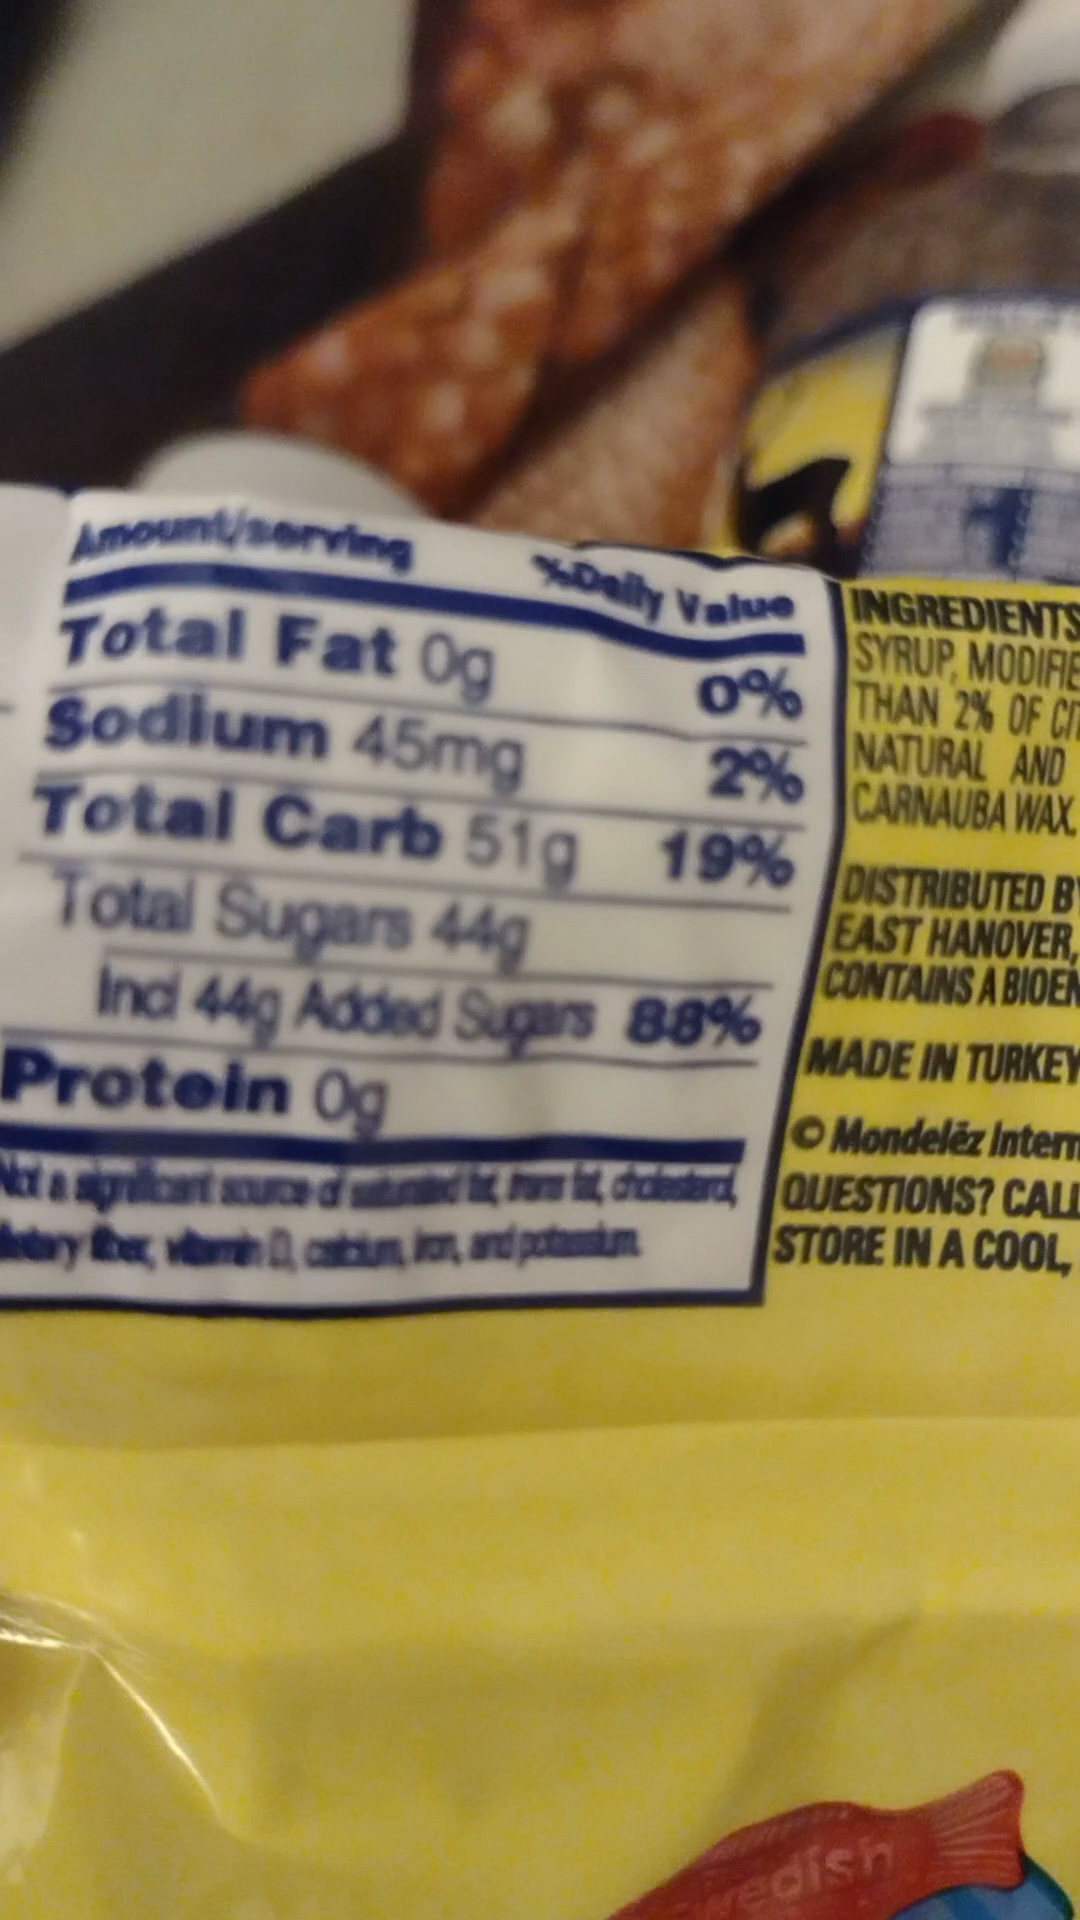 Amount/serving %Daily Value
Total Fat 0g 0%
Sodium 45mg 2%
Total Carb 51g 19%
Total Sugars 44g
Incl 44g Added Sugars 88%
Protein 0g
Not a significant source of saturated fat, trans fat, cholesterol,
dietary fiber, vitamin D, calcium, iron, and potassium.
INGREDIENTS
SYRUP, MODIFIE
THAN 2% OF CIT
NATURAL AND
CARNAUBA WAX.
DISTRIBUTED BY
EAST HANOVER,
CONTAINS A BIOEN
MADE IN TURKEY
© Mondelēz Intern
QUESTIONS? CALL
STORE IN A COOL,
wedish